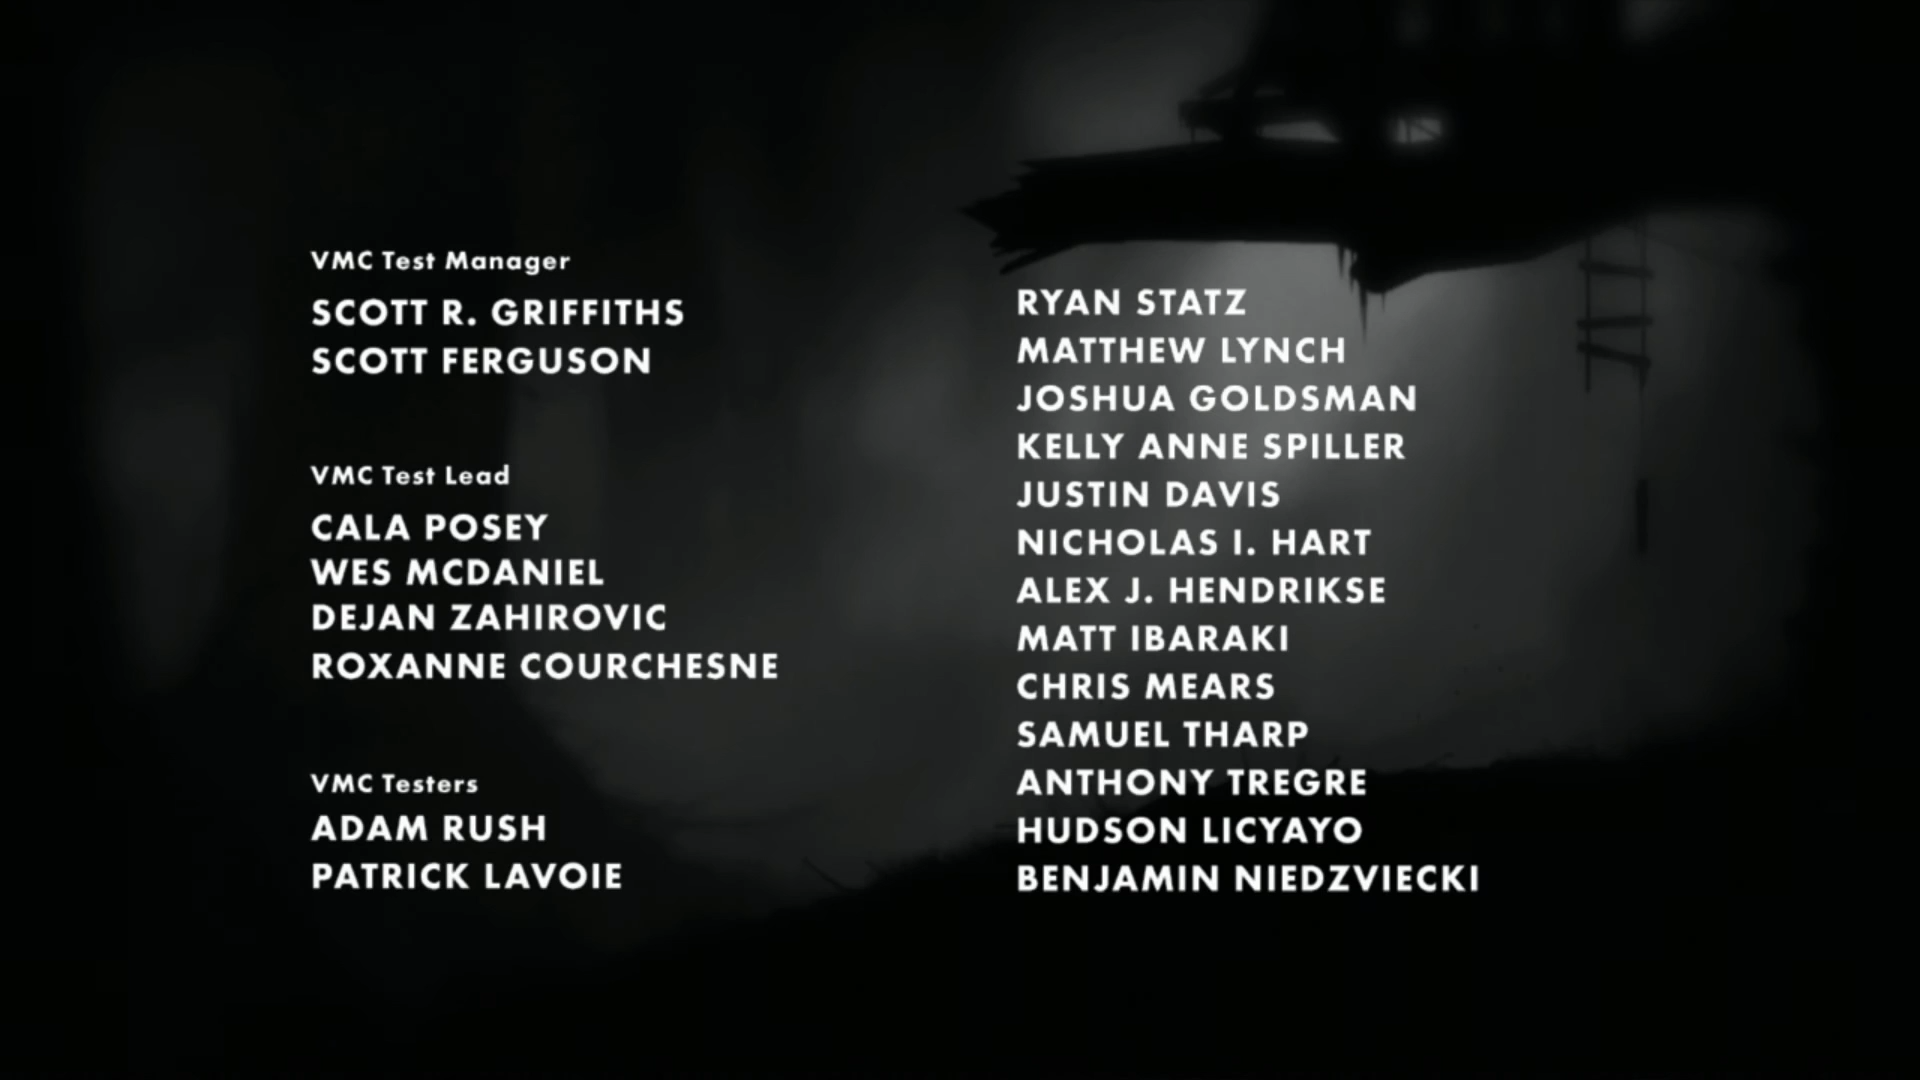 VMC Test Manager
SCOTT R. GRIFFITHS
SCOTT FERGUSON
VMC Test Lead
CALA POSEY
WES MCDANIEL
DEJAN ZAHIROVIC
ROXANNE COURCHESNE
VMC Testers
ADAM RUSH
PATRICK LAVOIE
RYAN STATZ
MATTHEW LYNCH
JOSHUA GOLDSMAN
KELLY ANNE SPILLER
JUSTIN DAVIS
NICHOLAS I. HART
ALEX J. HENDRIKSE
MATT IBARAKI
CHRIS MEARS
SAMUEL THARP
ANTHONY TREGRE
HUDSON LICYAYO
BENJAMIN NIEDZVIECKI